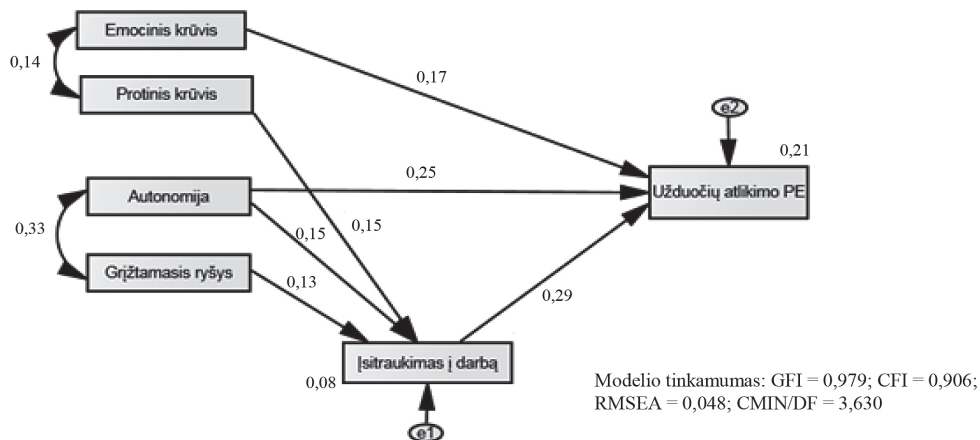 Emocinis krūvis
0,14
0,17
Protinis krūvis
e2
0,21
Autonomija
0,25
Užduočių atlikimo PE
0,33
0,15
0,15
Grįžtamasis ryšys
0,13
0,29
Įsitraukimas į darbą
0,08
Modelio tinkamumas: GFI = 0,979; CFI = 0,906;
RMSEA = 0,048; CMIN/DF = 3,630
e1